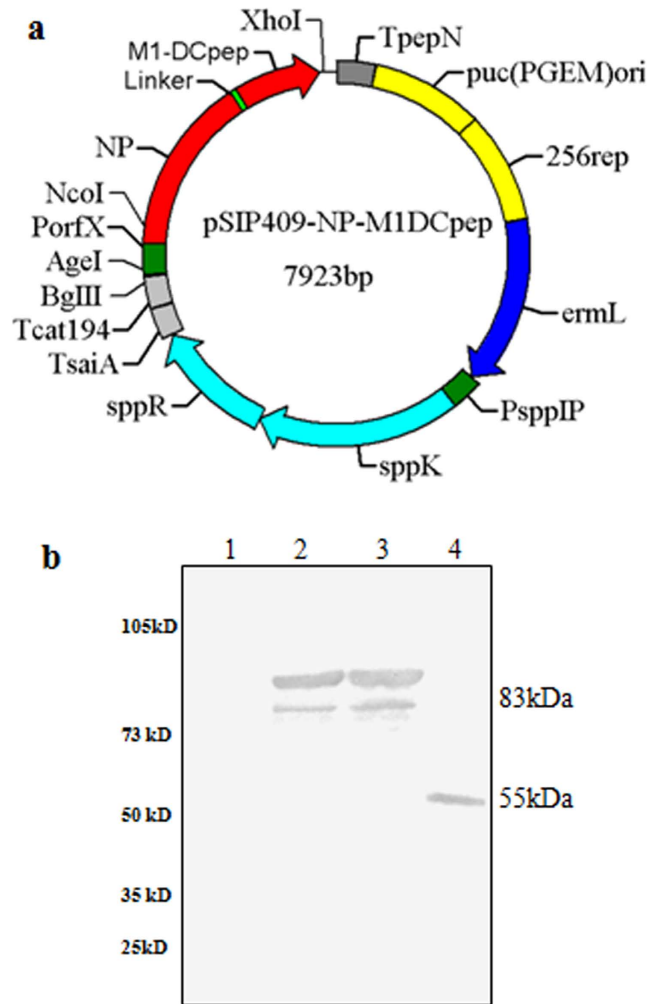 a
XhoI
TpepN
M1-DCpep
puc(PGEM)ori
Linker
NP
256rep
NcoI
pSIP409-NP-M1DCpep
PorfX
AgeI
7923bp
BgIII
ermL
Tcat194
TsaiA
sppR
PsppIP
sppK
b
1 2 3 4
105kD
83kDa
73 kD
55kDa
50 kD
35 kD
25kD